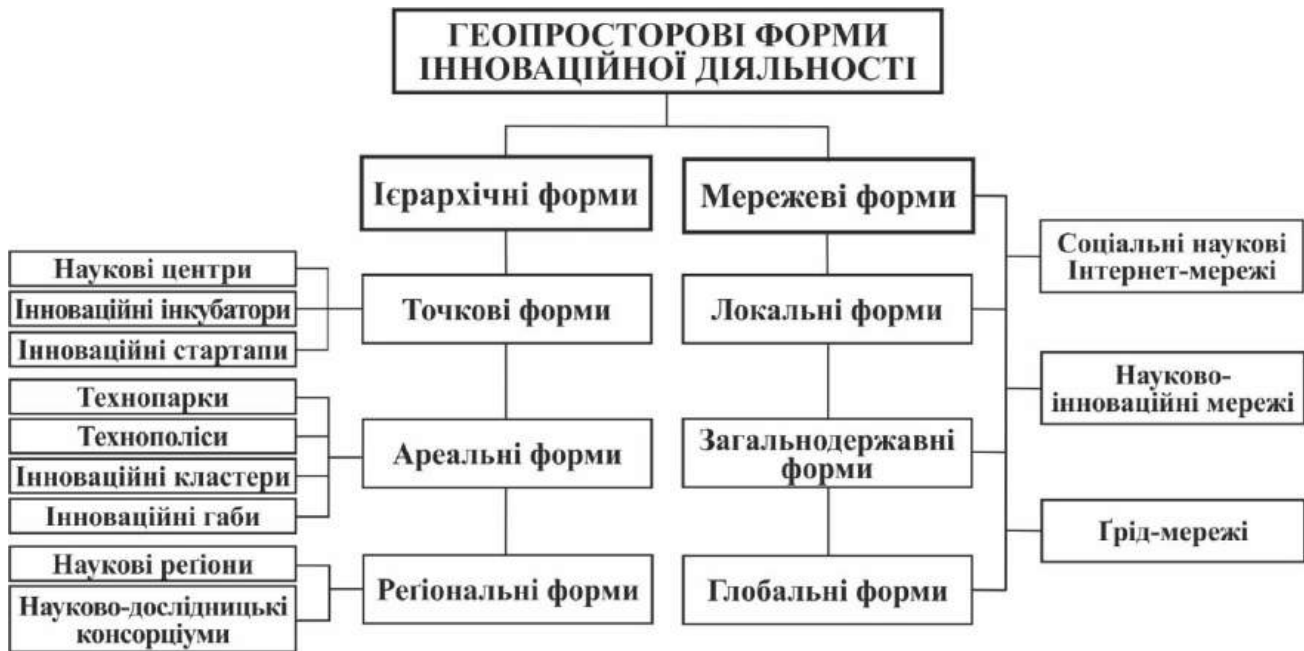 ГЕОПРОСТОРОВІ ФОРМИ
ІННОВАЦІЙНОЇ ДІЯЛЬНОСТІ
Ієрархічні форми
Мережеві форми
Наукові центри
Інноваційні інкубатори
Інноваційні стартапи
Точкові форми
Локальні форми
Соціальні наукові
Інтернет-мережі
Технопарки
Технополіси
Інноваційні кластери
Інноваційні габи
Ареальні форми
Загальнодержавні
форми
Науково-
інноваційні мережі
Наукові реґіони
Науково-дослідницькі
консорціуми
Реґіональні форми
Глобальні форми
Ґрід-мережі